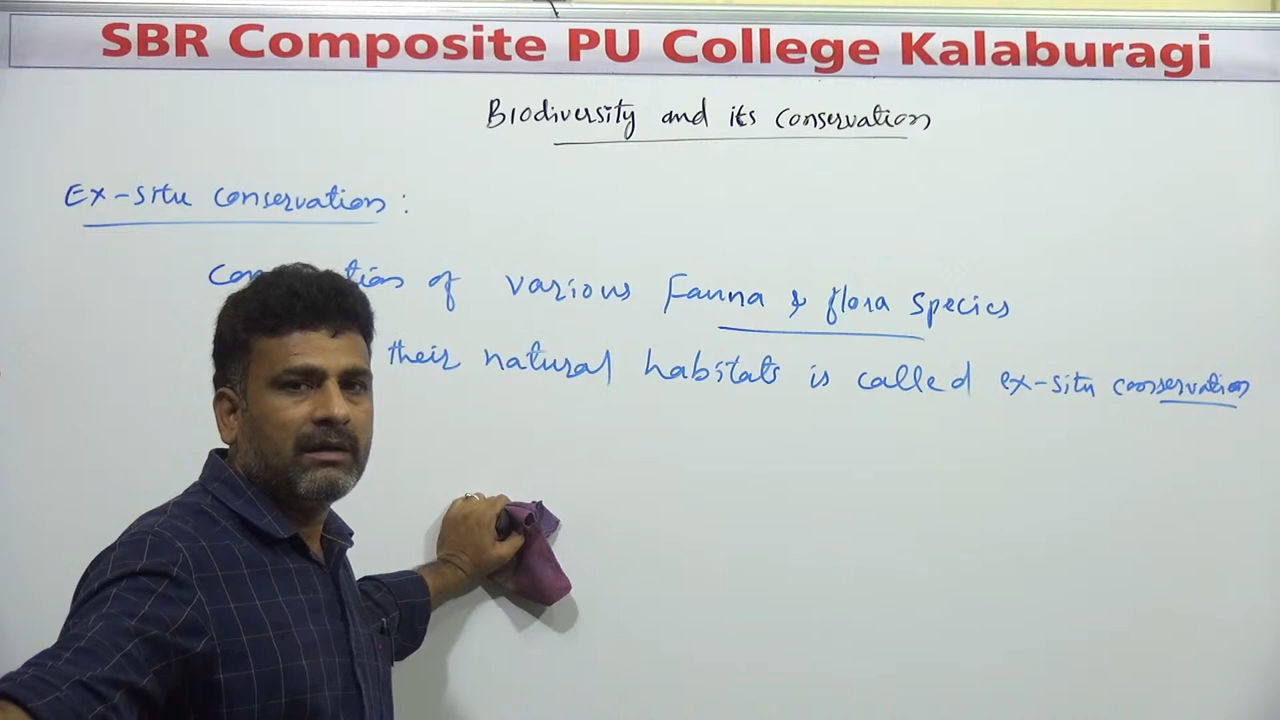 SBR Composite PU College Kalaburagi
Biodiversity and its conservation
Ex-situ conservation :
of various Fauna & flora species
their natural habitats is called ex-situ conservation